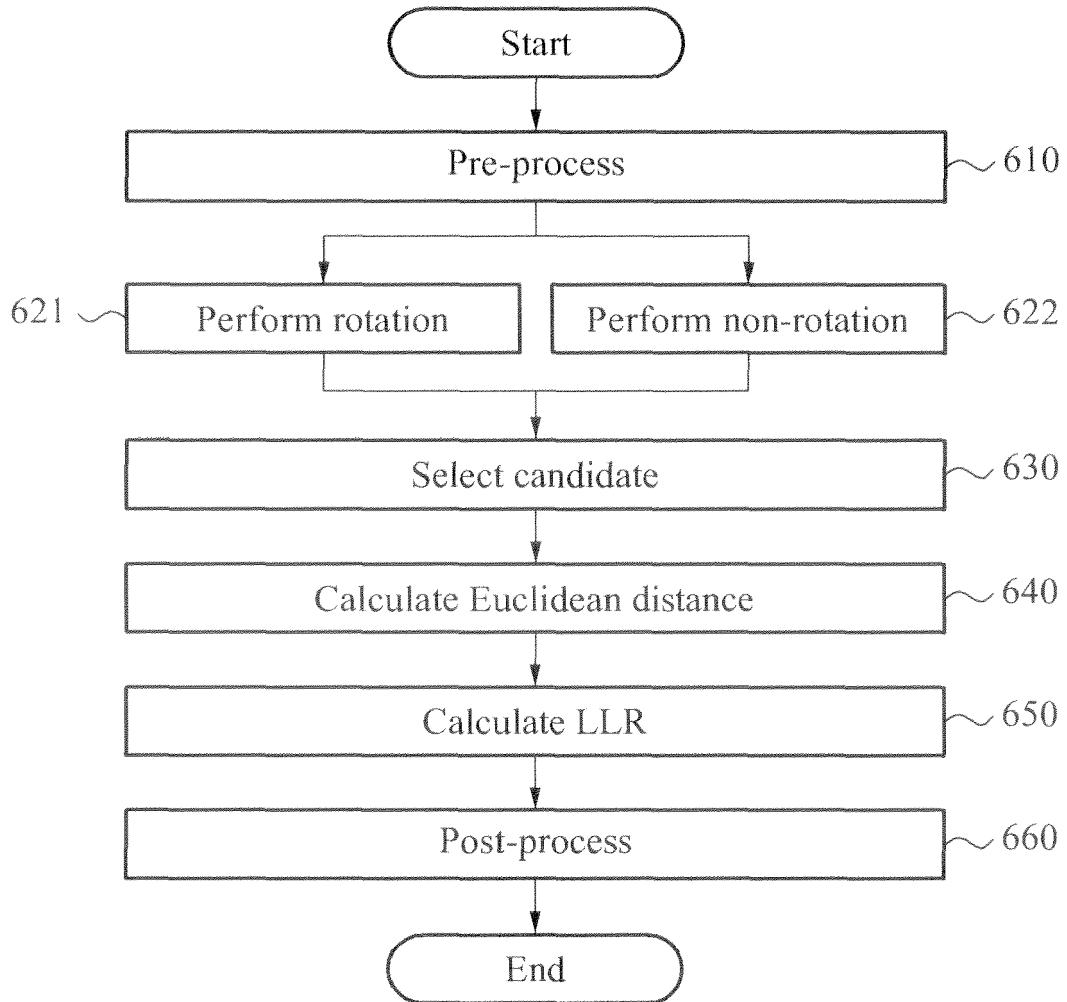 Start
Pre-process
610
621
Perform rotation
Perform non-rotation
622
Select candidate
630
Calculate Euclidean distance
640
Calculate LLR
650
Post-process
660
End